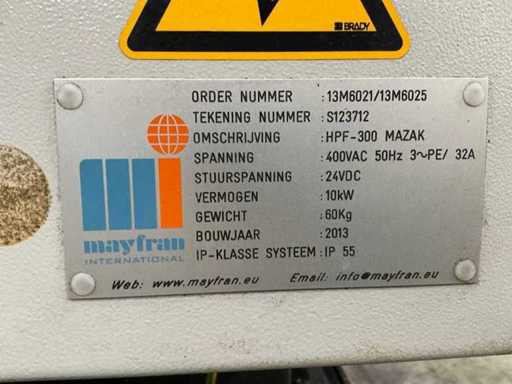 BRADY
ORDER NUMMER :13M6021/13M6025
TEKENING NUMMER :S123712
OMSCHRIJVING :HPF-300 MAZAK
SPANNING :400VAC 50Hz 3~PE/ 32A
STUURSPANNING :24VDC
VERMOGEN :10kW
GEWICHT :60Kg
BOUWJAAR :2013
IP-KLASSE SYSTEEM :IP 55
mayfran
INTERNATIONAL
Web: www.mayfran.eu Email: info@mayfran.eu